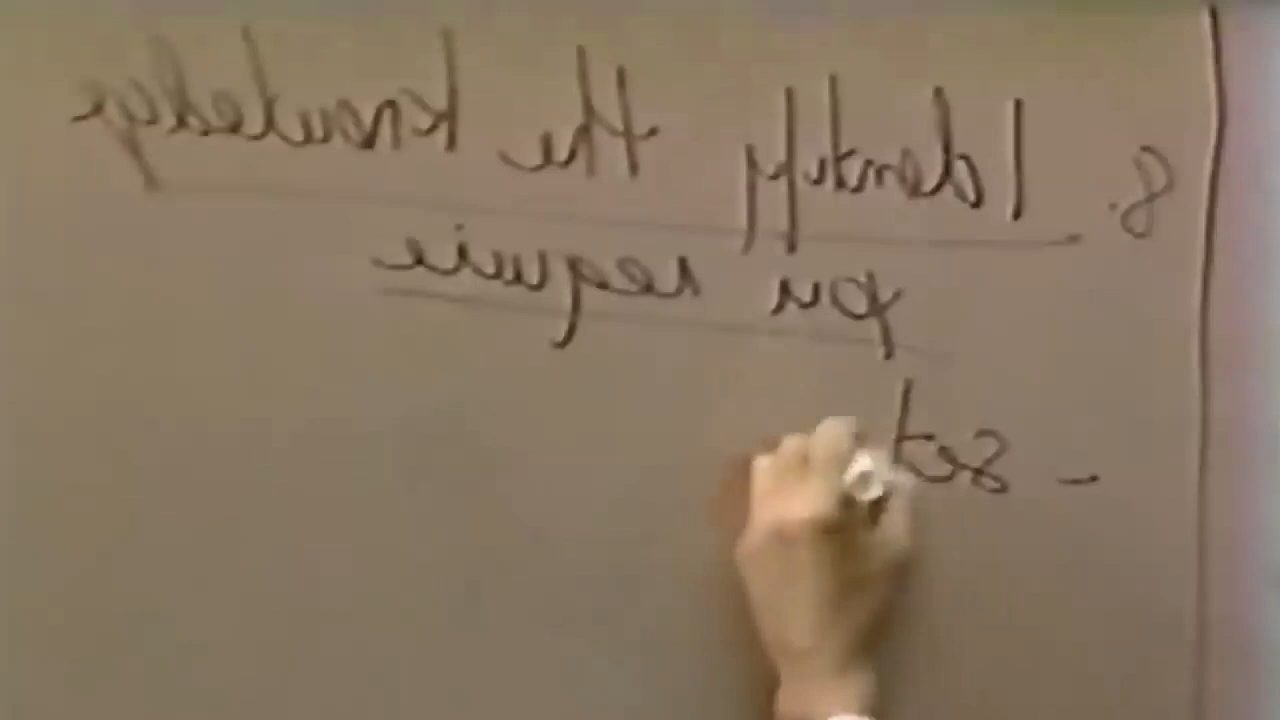 8. Identify the knowledge
you require
- set